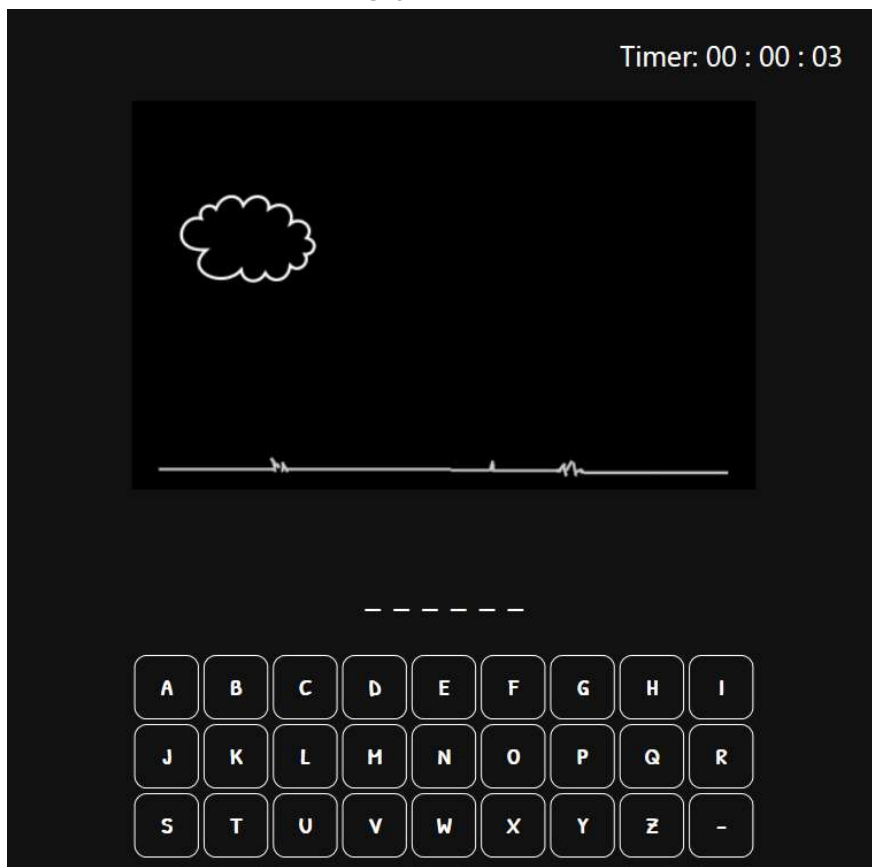 Timer: 00 : 00 : 03
_ _ _ _ _ _
A B C D E F G H I
J K L M N O P Q R
S T U V W X Y Z -